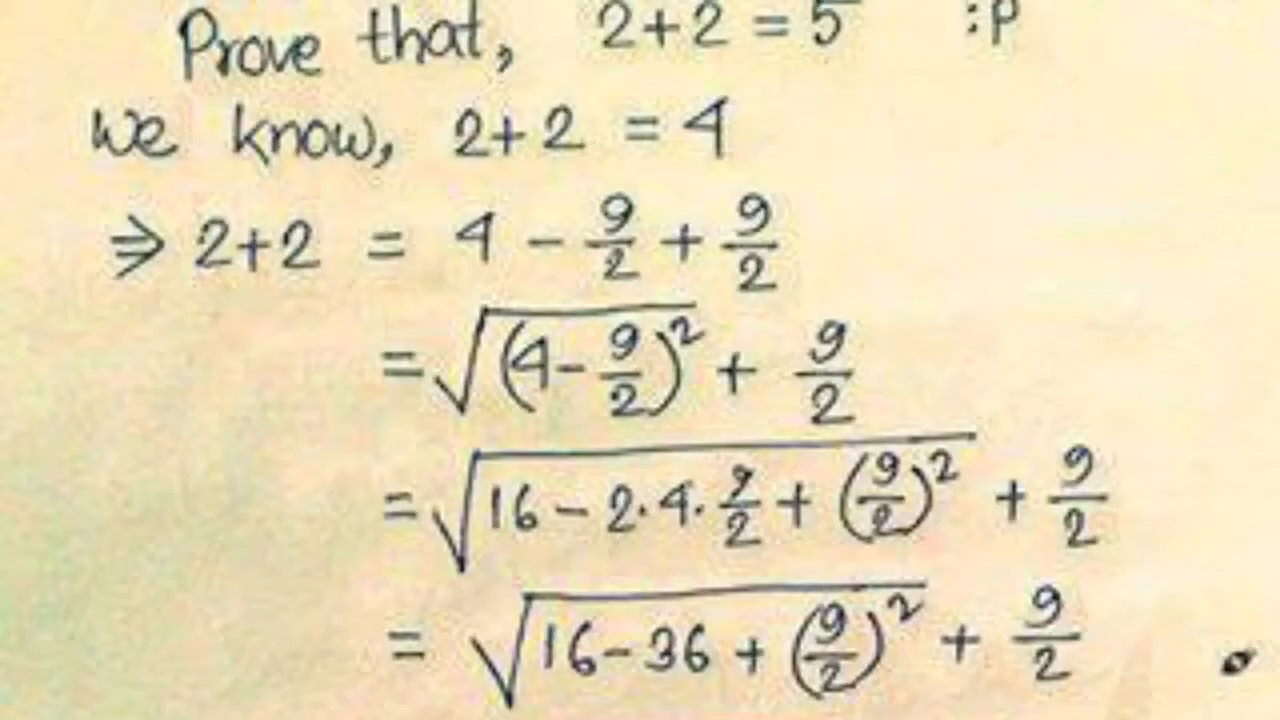 Prove that, 2+2 = 5 :P
We know, 2+2 = 4
⇒ 2+2 = 4 - 9/2 + 9/2
= √(4-9/2)² + 9/2
= √16 - 2.4.9/2 + (9/2)² + 9/2
= √16-36 + (9/2)² + 9/2